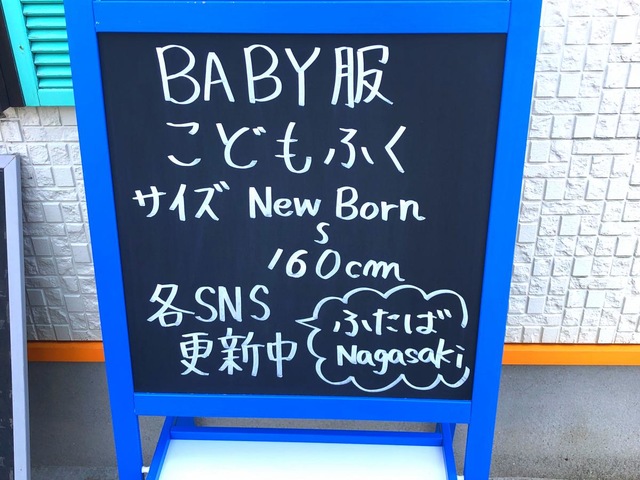 BABY服
こどもふく
サイズ New Born
~
160cm
各SNS
更新中
ふたば
Nagasaki